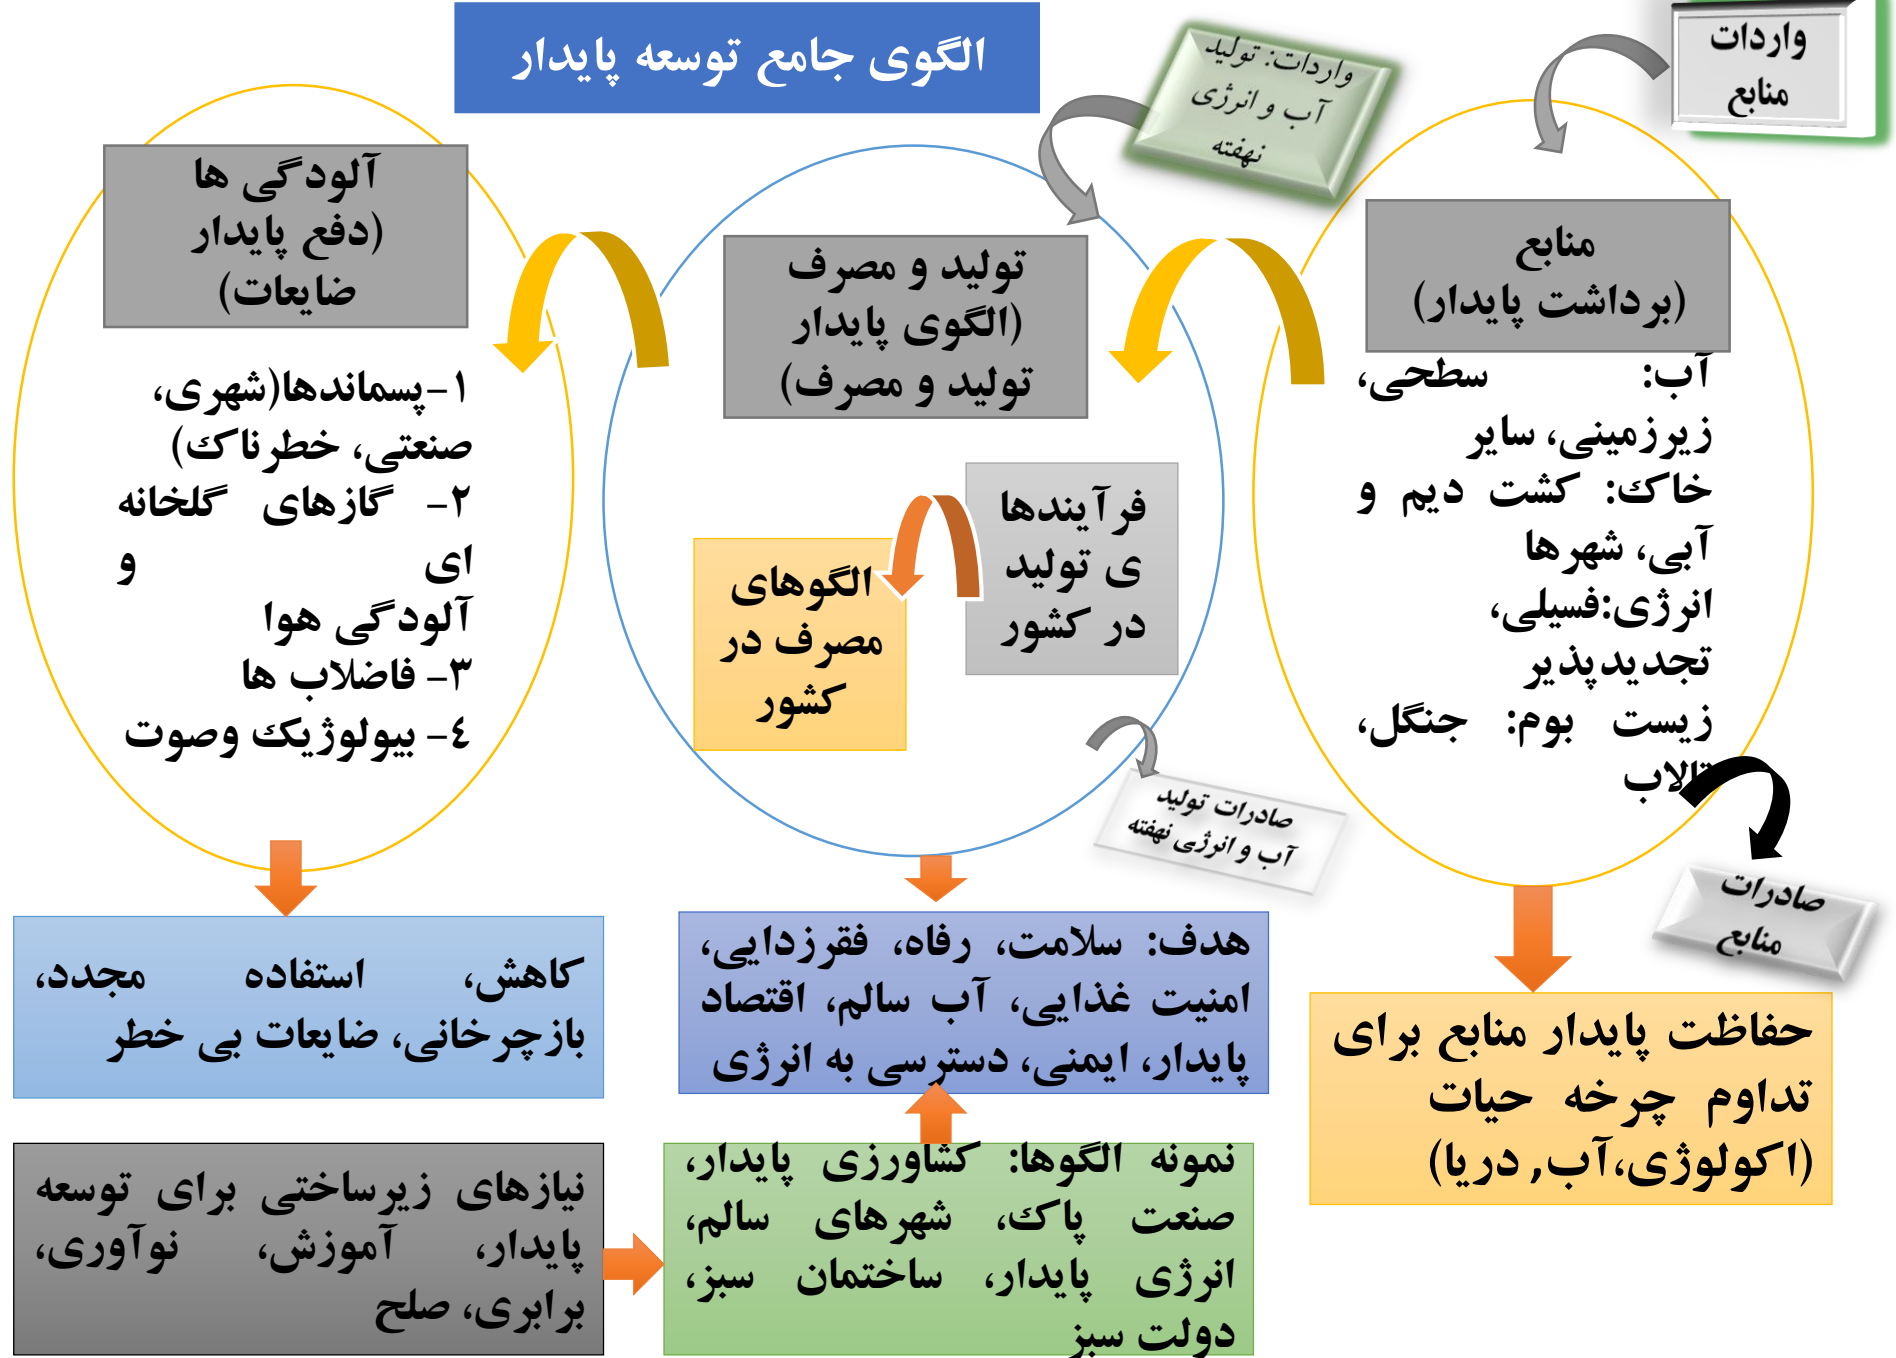 الگوی جامع توسعه پایدار
واردات
منابع
واردات: تولید
آب و انرژی
نهفته
منابع
(برداشت پایدار)
آب: سطحی،
زیرزمینی، سایر
خاک: کشت دیم و
آبی، شهرها
انرژی:فسیلی،
تجدیدپذیر
زیست بوم: جنگل،
تالاب
صادرات
منابع
حفاظت پایدار منابع برای
تداوم چرخه حیات
(اکولوژی،آب, دریا)
تولید و مصرف
(الگوی پایدار
تولید و مصرف)
فرآیندها
ی تولید
در کشور
الگوهای
مصرف در
کشور
صادرات تولید
آب و انرژی نهفته
هدف: سلامت، رفاه، فقرزدایی،
امنیت غذایی، آب سالم، اقتصاد
پایدار، ایمنی، دسترسی به انرژی
نمونه الگوها: کشاورزی پایدار،
صنعت پاک، شهرهای سالم،
انرژی پایدار، ساختمان سبز،
دولت سبز
آلودگی ها
(دفع پایدار
ضایعات)
۱-پسماندها(شهری،
صنعتی، خطرناک)
۲- گازهای گلخانه
ای و
آلودگی هوا
۳- فاضلاب ها
٤- بیولوژیک وصوت
کاهش، استفاده مجدد،
بازچرخانی، ضایعات بی خطر
نیازهای زیرساختی برای توسعه
پایدار، آموزش، نوآوری،
برابری، صلح